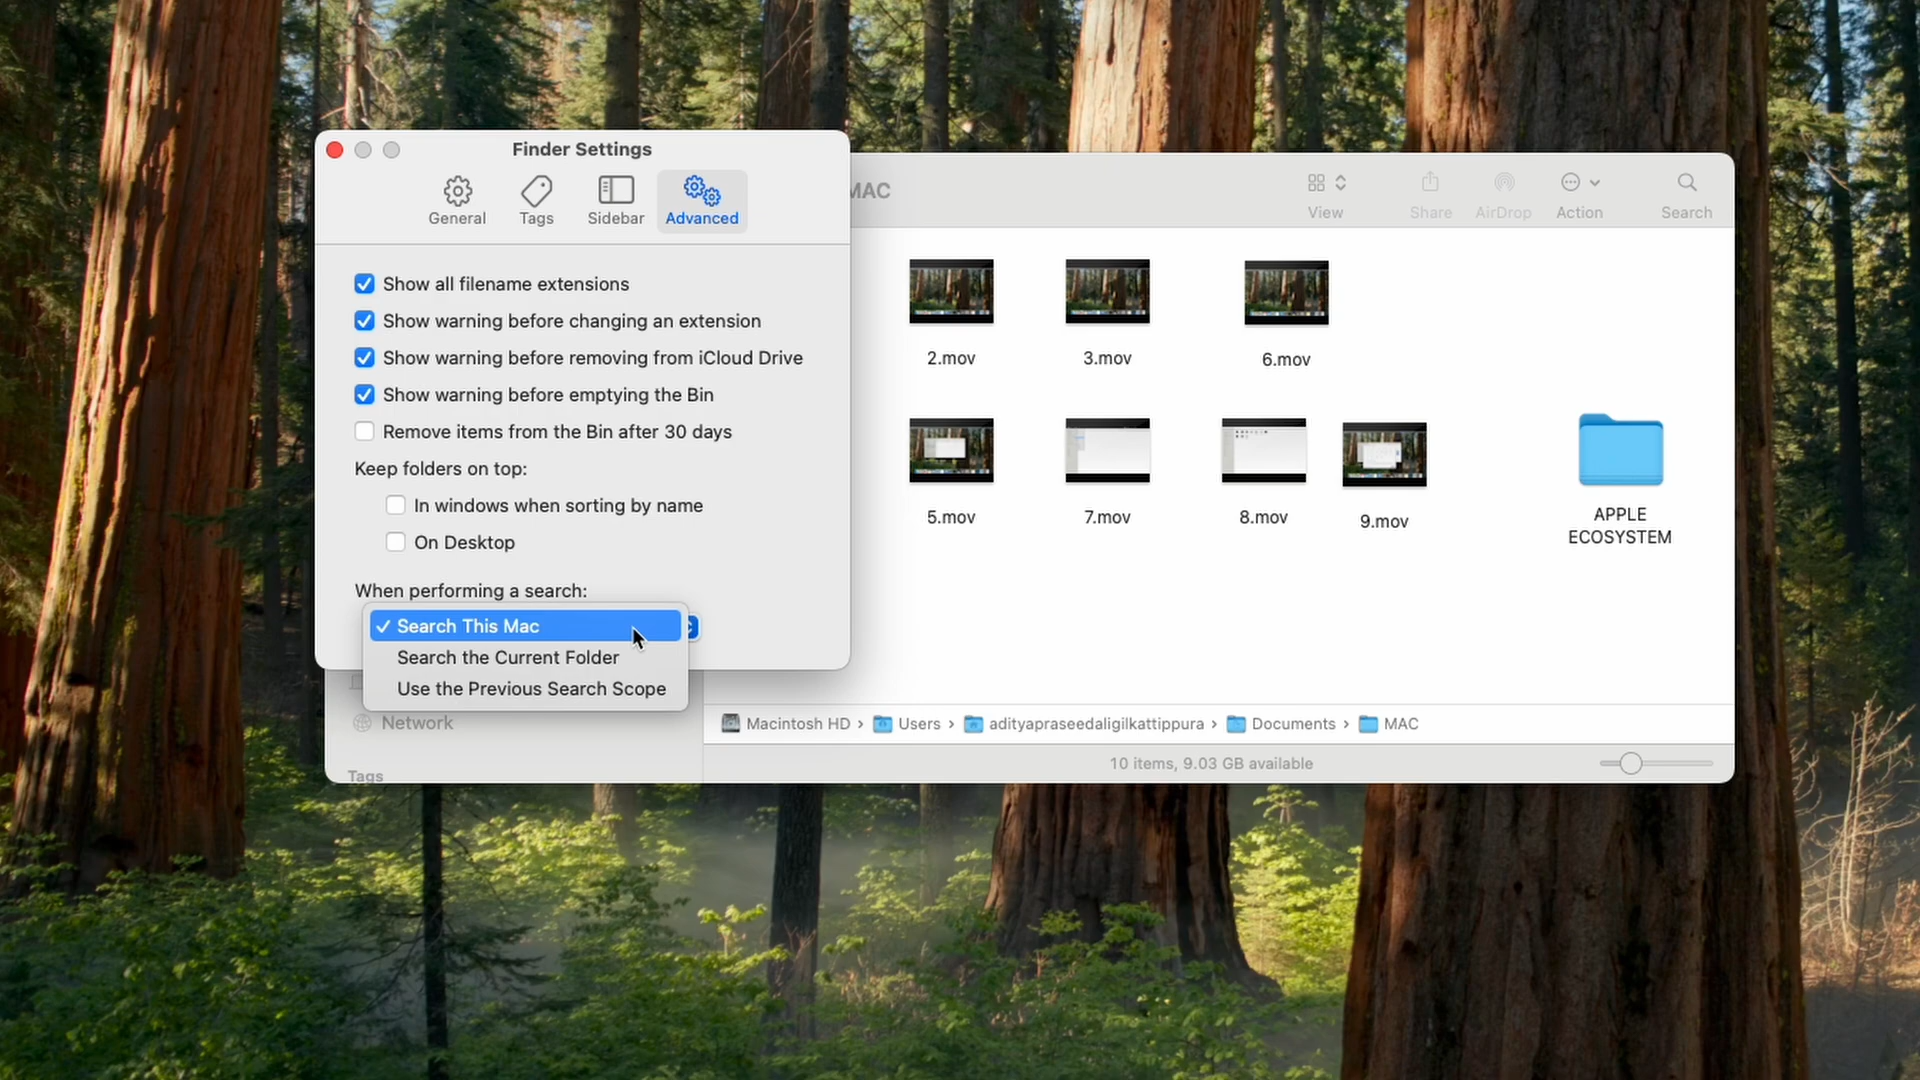 Finder Settings
General
Tags
Sidebar
Advanced
Show all filename extensions
Show warning before changing an extension
Show warning before removing from iCloud Drive
Show warning before emptying the Bin
Remove items from the Bin after 30 days
Keep folders on top:
In windows when sorting by name
On Desktop
When performing a search:
Search This Mac
Search the Current Folder
Use the Previous Search Scope
Network
Tags
MAC
View
Share
AirDrop
Action
Search
2.mov
3.mov
6.mov
5.mov
7.mov
8.mov
9.mov
APPLE
ECOSYSTEM
Macintosh HD › Users › adityapraseedaligilkattippura › Documents › MAC
10 items, 9.03 GB available